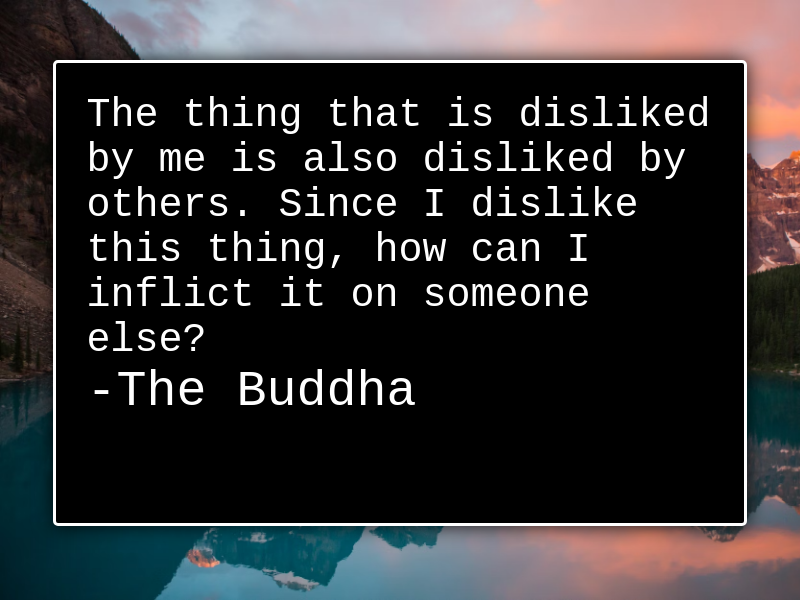 The thing that is disliked
by me is also disliked by
others. Since I dislike
this thing, how can I
inflict it on someone
else?
-The Buddha